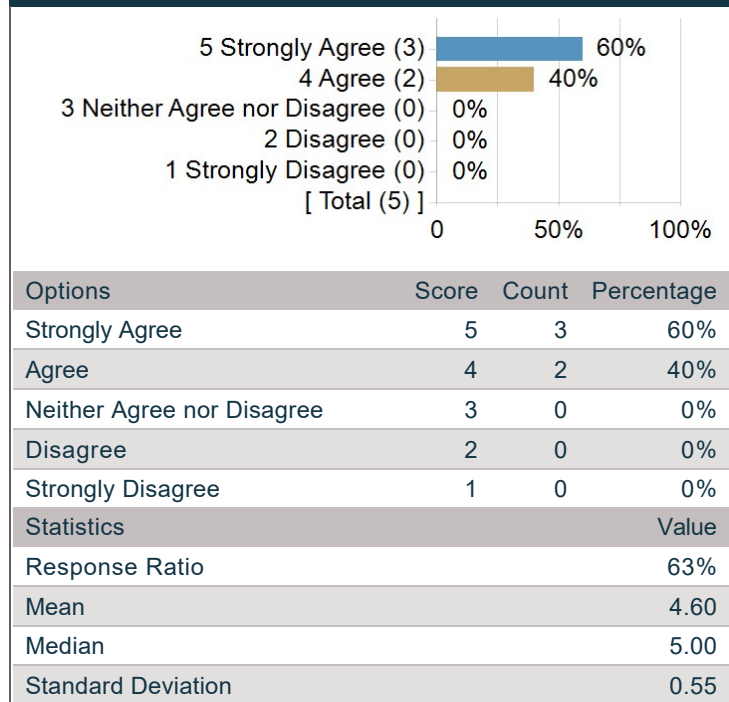 5 Strongly Agree (3) 60%
4 Agree (2) 40%
3 Neither Agree nor Disagree (0) 0%
2 Disagree (0) 0%
1 Strongly Disagree (0) 0%
[ Total (5) ]
0 50% 100%
Options Score Count Percentage
Strongly Agree 5 3 60%
Agree 4 2 40%
Neither Agree nor Disagree 3 0 0%
Disagree 2 0 0%
Strongly Disagree 1 0 0%
Statistics Value
Response Ratio 63%
Mean 4.60
Median 5.00
Standard Deviation 0.55